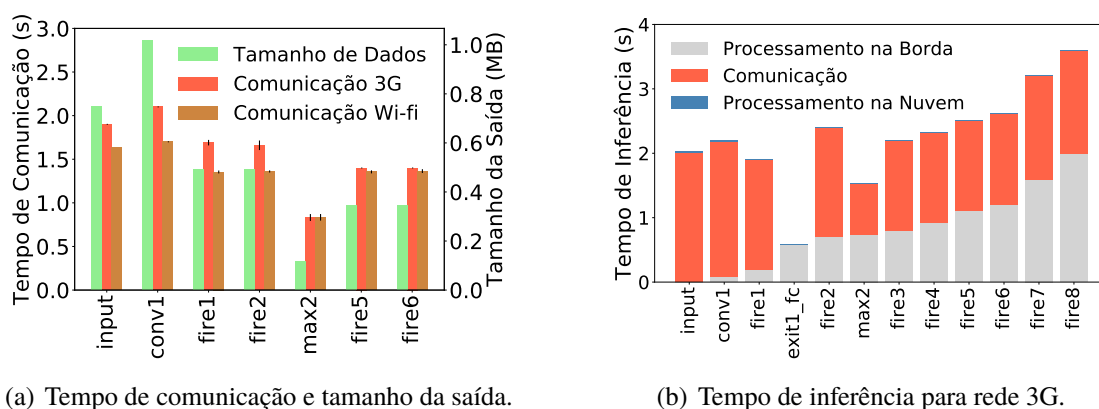 Tempo de Comunicação (s)
3.0
2.5
2.0
1.5
1.0
0.5
0.0
Tamanho de Dados
Comunicação 3G
Comunicação Wi-fi
1.0
0.8
0.6
0.4
0.2
0.0
Tamanho da Saída (MB)
input
conv1
fire1
fire2
max2
fire5
fire6
(a) Tempo de comunicação e tamanho da saída.
Tempo de Inferência (s)
4
3
2
1
0
Processamento na Borda
Comunicação
Processamento na Nuvem
input
conv1
fire1
exit1_fc
fire2
max2
fire3
fire4
fire5
fire6
fire7
fire8
(b) Tempo de inferência para rede 3G.